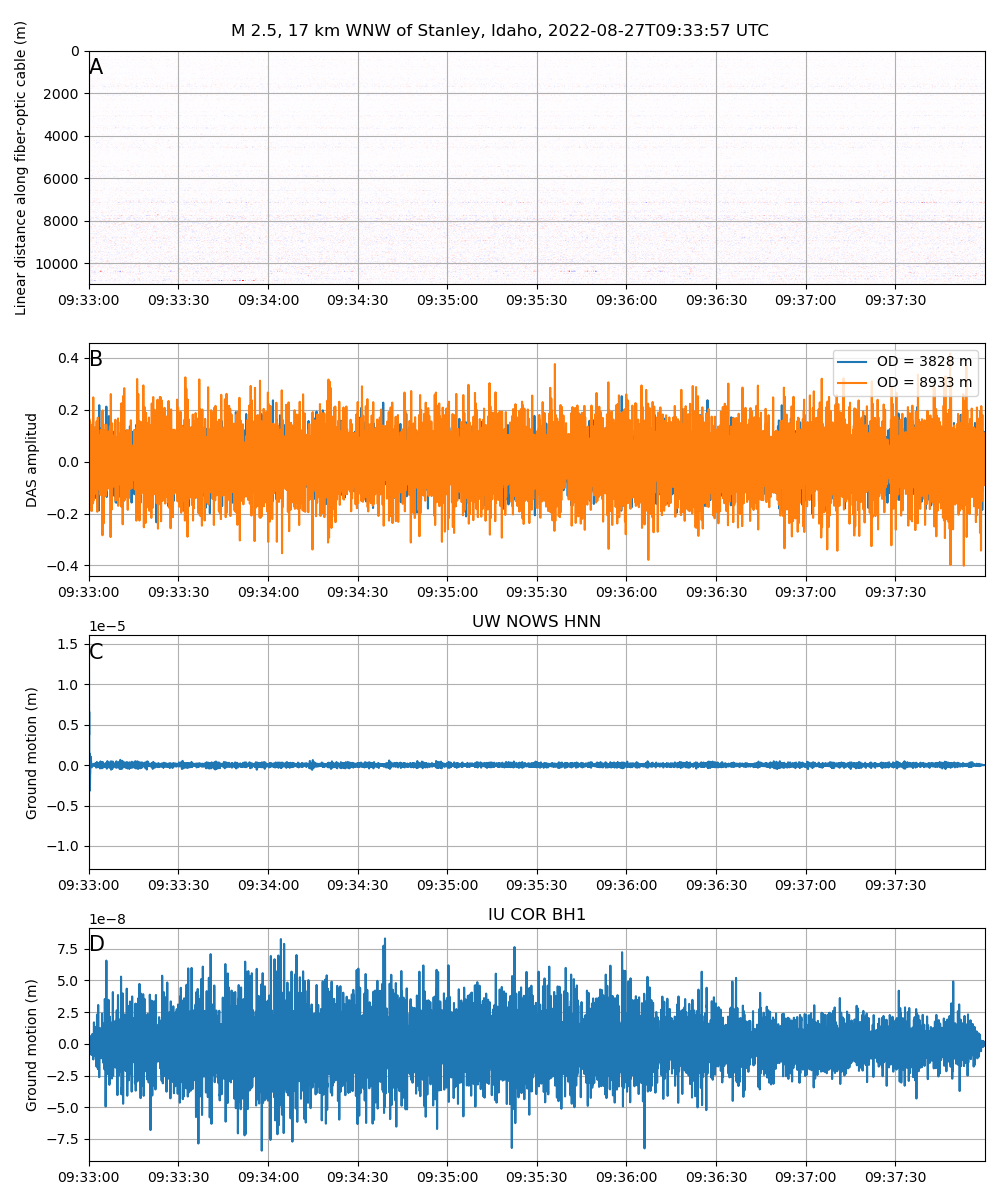 M 2.5, 17 km WNW of Stanley, Idaho, 2022-08-27T09:33:57 UTC
A
Linear distance along fiber-optic cable (m)
0
2000
4000
6000
8000
10000
09:33:00 09:33:30 09:34:00 09:34:30 09:35:00 09:35:30 09:36:00 09:36:30 09:37:00 09:37:30
B
OD = 3828 m
OD = 8933 m
DAS amplitud
0.4
0.2
0.0
−0.2
−0.4
09:33:00 09:33:30 09:34:00 09:34:30 09:35:00 09:35:30 09:36:00 09:36:30 09:37:00 09:37:30
UW NOWS HNN
1e−5
C
Ground motion (m)
1.5
1.0
0.5
0.0
−0.5
−1.0
09:33:00 09:33:30 09:34:00 09:34:30 09:35:00 09:35:30 09:36:00 09:36:30 09:37:00 09:37:30
IU COR BH1
1e−8
D
Ground motion (m)
7.5
5.0
2.5
0.0
−2.5
−5.0
−7.5
09:33:00 09:33:30 09:34:00 09:34:30 09:35:00 09:35:30 09:36:00 09:36:30 09:37:00 09:37:30